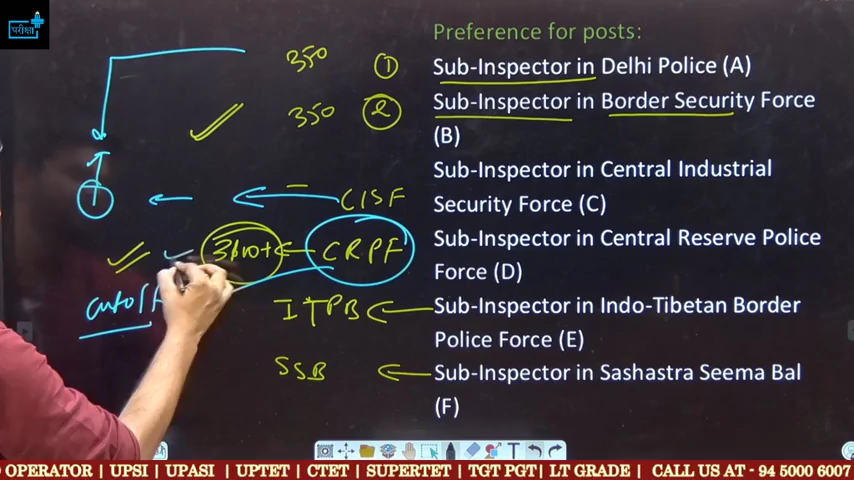 परीक्षा
Preference for posts:
350 ① Sub-Inspector in Delhi Police (A)
350 ② Sub-Inspector in Border Security Force
(B)
Sub-Inspector in Central Industrial
CISF Security Force (C)
Sub-Inspector in Central Reserve Police
3600+ CRPF
Force (D)
cutoff
ITPB Sub-Inspector in Indo-Tibetan Border
Police Force (E)
SSB Sub-Inspector in Sashastra Seema Bal
(F)
OPERATOR | UPSI | UPASI | UPTET | CTET | SUPERTET | TGT PGT| LT GRADE | CALL US AT - 94 5000 6007